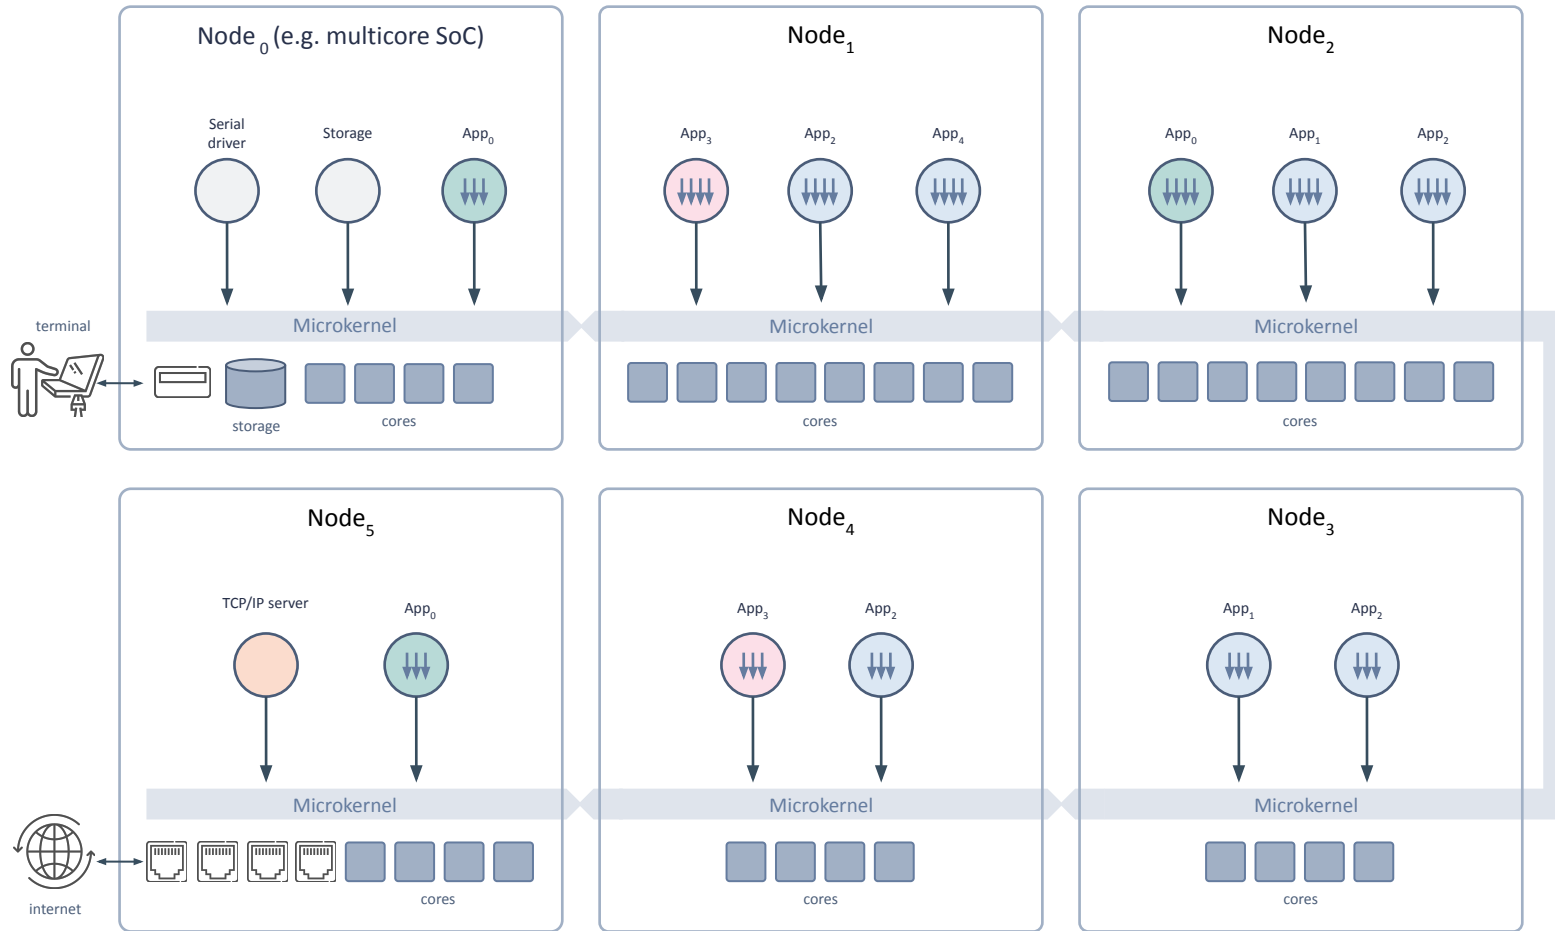 Node0 (e.g. multicore SoC)
Serial
driver
Storage
App0
Microkernel
terminal
storage
cores
Node1
App3
App2
App4
Microkernel
cores
Node2
App0
App1
App2
Microkernel
cores
Node5
TCP/IP server
App0
Microkernel
internet
cores
Node4
App3
App2
Microkernel
cores
Node3
App1
App2
Microkernel
cores